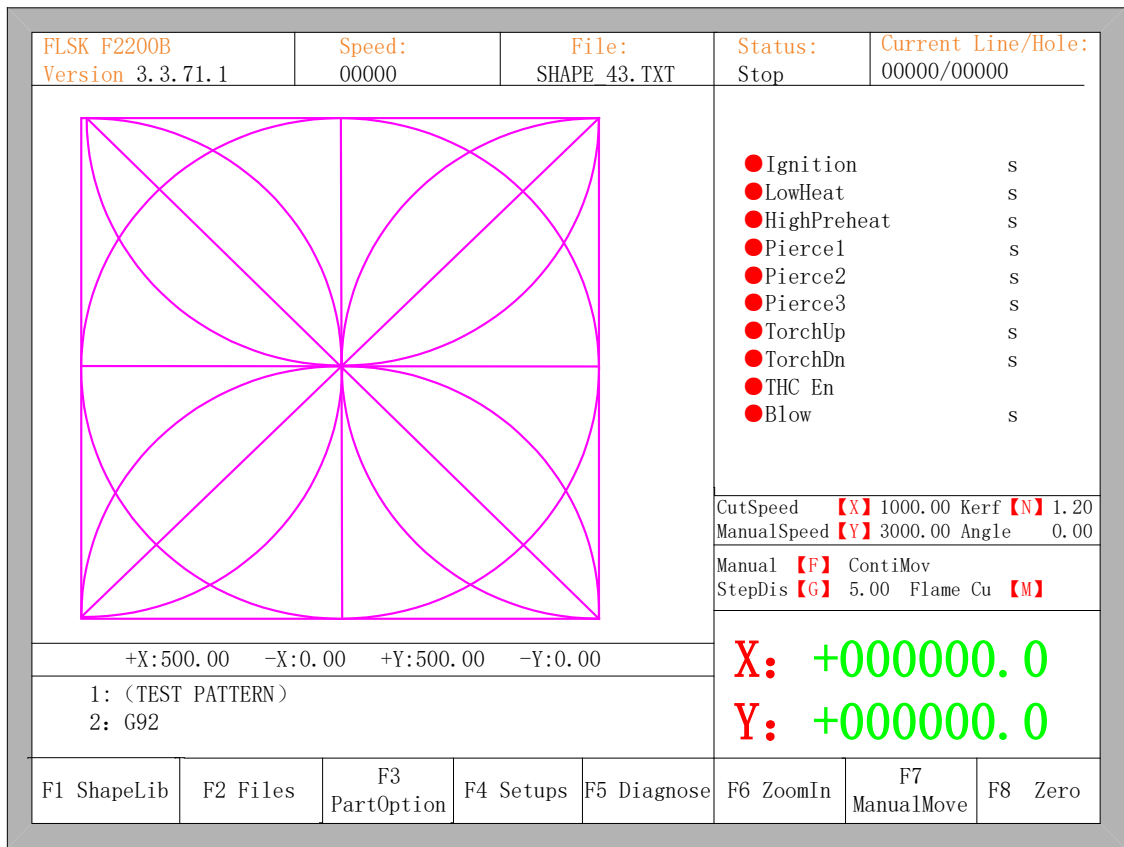 FLSK F2200B
Version 3.3.71.1
Speed:
00000
File:
SHAPE_43.TXT
Status:
Stop
Current Line/Hole:
00000/00000
Ignition s
LowHeat s
HighPreheat s
Pierce1 s
Pierce2 s
Pierce3 s
TorchUp s
TorchDn s
THC En
Blow s
CutSpeed 【X】 1000.00 Kerf 【N】 1.20
ManualSpeed 【Y】 3000.00 Angle 0.00
Manual 【F】 ContiMov
StepDis 【G】 5.00 Flame Cu 【M】
+X:500.00 -X:0.00 +Y:500.00 -Y:0.00
1: (TEST PATTERN)
2: G92
X: +000000.0
Y: +000000.0
F1 ShapeLib
F2 Files
F3
PartOption
F4 Setups
F5 Diagnose
F6 ZoomIn
F7
ManualMove
F8 Zero